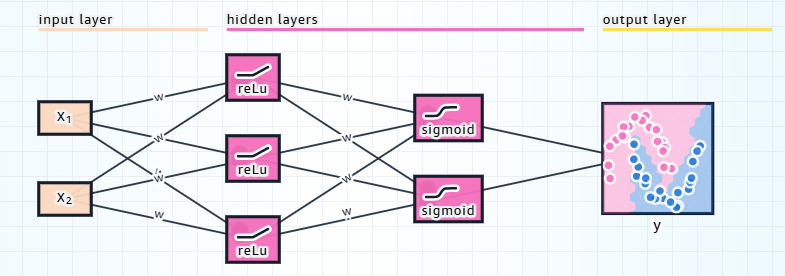 input layer
hidden layers
output layer
X₁
X₂
w
w
w
w
w
w
reLu
reLu
reLu
w
w
w
w
sigmoid
sigmoid
y